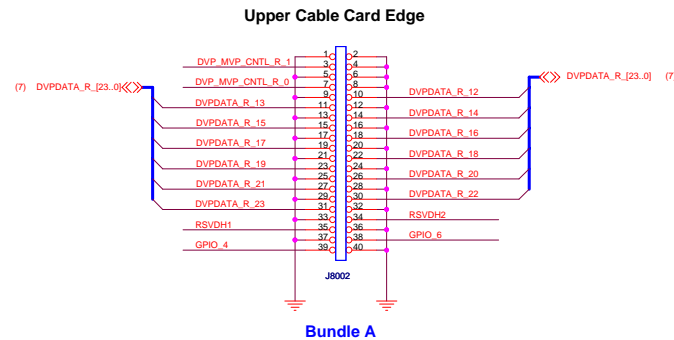 Upper Cable Card Edge
1 2
DVP_MVP_CNTL_R_1 3 4
5 6
DVP_MVP_CNTL_R_0 7 8
(7) DVPDATA_R_[23..0] DVPDATA_R_[23..0] (7
9 10 DVPDATA_R_12
DVPDATA_R_13 11 12
13 14 DVPDATA_R_14
DVPDATA_R_15 15 16
17 18 DVPDATA_R_16
DVPDATA_R_17 19 20
21 22 DVPDATA_R_18
DVPDATA_R_19 23 24
25 26 DVPDATA_R_20
DVPDATA_R_21 27 28
29 30 DVPDATA_R_22
DVPDATA_R_23 31 32
33 34 RSVDH2
RSVDH1 35 36
37 38 GPIO_6
GPIO_4 39 40
J8002
Bundle A